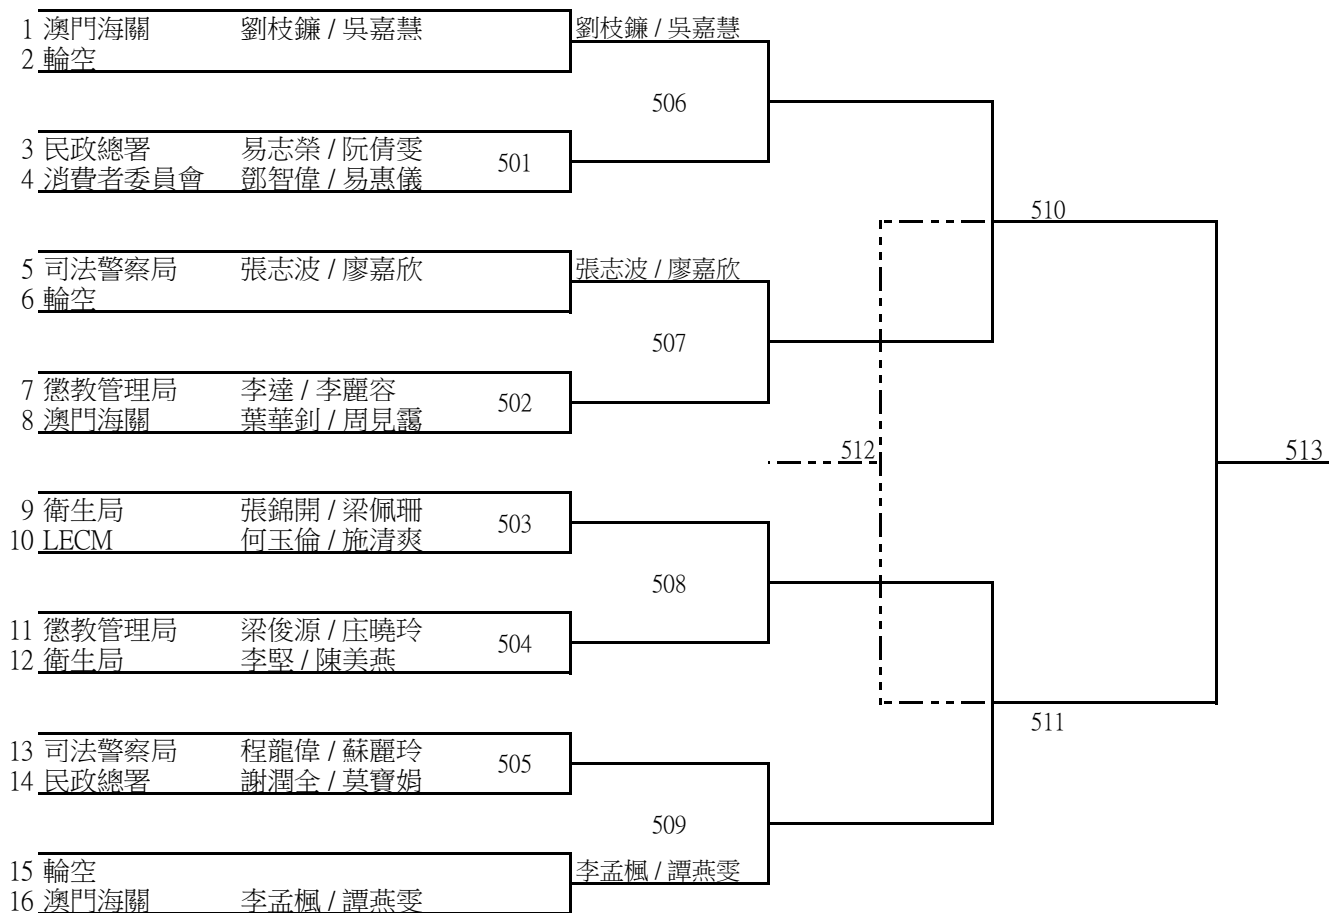 1 澳門海關 劉枝鐮 / 吳嘉慧 劉枝鐮 / 吳嘉慧
2 輪空
506
3 民政總署 易志榮 / 阮倩雯
501
4 消費者委員會 鄧智偉 / 易惠儀
510
5 司法警察局 張志波 / 廖嘉欣 張志波 / 廖嘉欣
6 輪空
507
7 懲教管理局 李達 / 李麗容
502
8 澳門海關 葉華釗 / 周見靄
512 513
9 衛生局 張錦開 / 梁佩珊
503
10 LECM 何玉倫 / 施清爽
508
11 懲教管理局 梁俊源 / 庄曉玲
504
12 衛生局 李堅 / 陳美燕
511
13 司法警察局 程龍偉 / 蘇麗玲
505
14 民政總署 謝潤全 / 莫寶娟
509
15 輪空 李孟楓 / 譚燕雯
16 澳門海關 李孟楓 / 譚燕雯